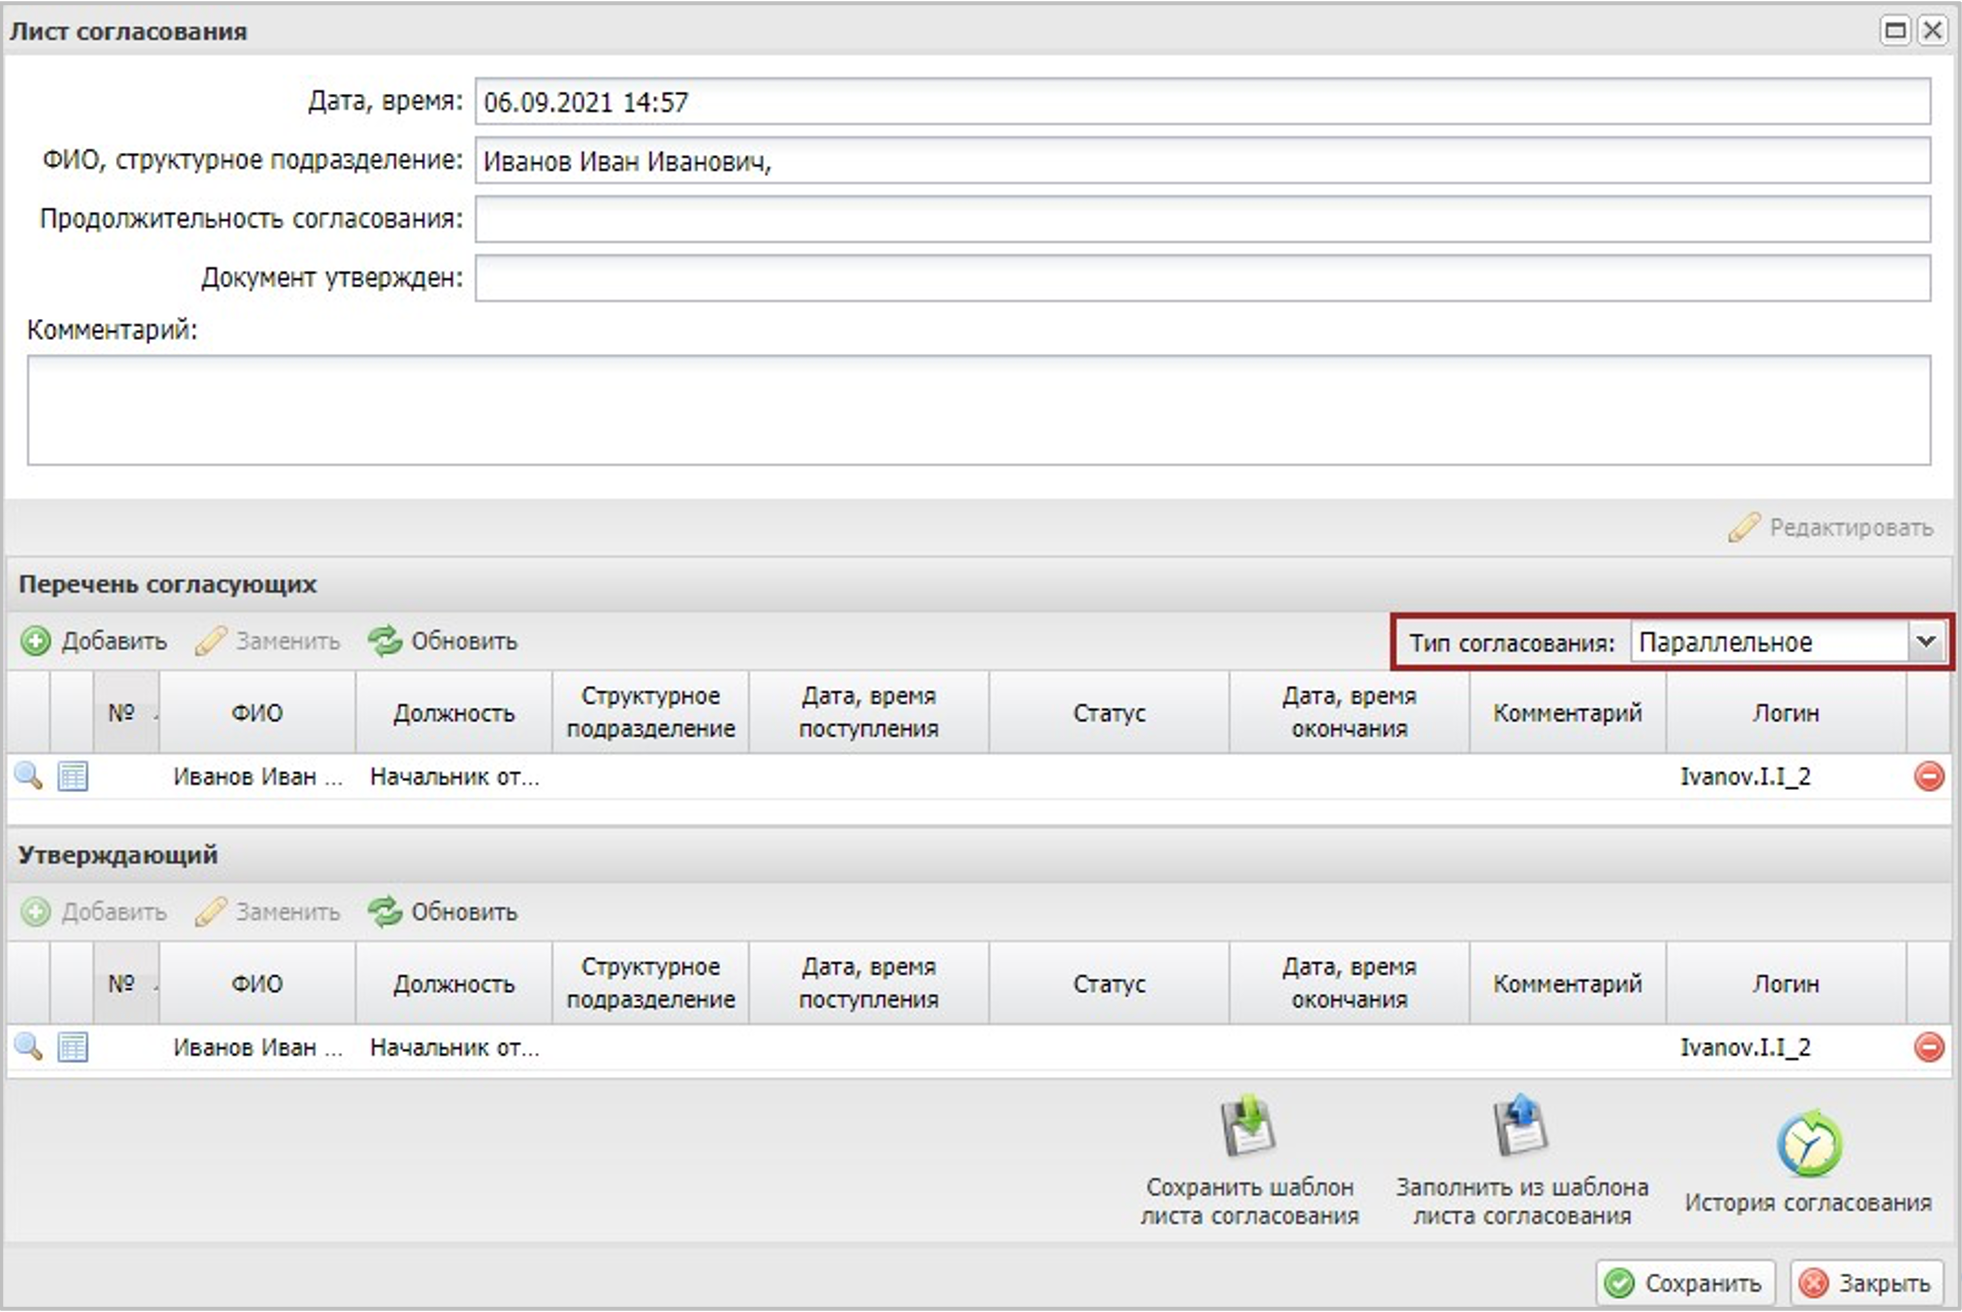 Лист согласования
Дата, время: 06.09.2021 14:57
ФИО, структурное подразделение: Иванов Иван Иванович,
Продолжительность согласования:
Документ утвержден:
Комментарий:
Редактировать
Перечень согласующих
Добавить Заменить Обновить Тип согласования: Параллельное
№ ФИО Должность Структурное подразделение Дата, время поступления Статус Дата, время окончания Комментарий Логин
Иванов Иван ... Начальник от... Ivanov.I.I_2
Утверждающий
Добавить Заменить Обновить
№ ФИО Должность Структурное подразделение Дата, время поступления Статус Дата, время окончания Комментарий Логин
Иванов Иван ... Начальник от... Ivanov.I.I_2
Сохранить шаблон
листа согласования
Заполнить из шаблона
листа согласования
История согласования
Сохранить Закрыть